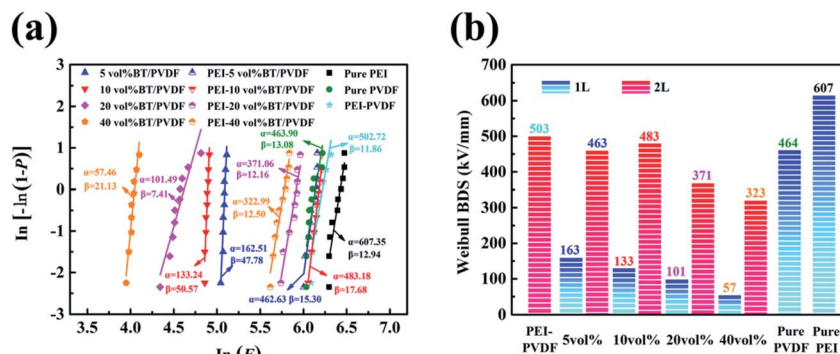 (a)
(b)
3
2
1
0
-1
-2
-3
ln [-ln(1-P)]
5 vol%BT/PVDF
PEI-5 vol%BT/PVDF
Pure PEI
10 vol%BT/PVDF
PEI-10 vol%BT/PVDF
Pure PVDF
20 vol%BT/PVDF
PEI-20 vol%BT/PVDF
PEI-PVDF
40 vol%BT/PVDF
PEI-40 vol%BT/PVDF
α=463.90
β=13.08
α=502.72
β=11.86
α=57.46
β=21.13
α=101.49
β=7.41
α=371.06
β=12.16
α=322.99
β=12.50
α=607.35
β=12.94
α=162.51
β=47.78
α=133.24
β=50.57
α=483.18
β=17.68
α=462.63 β=15.30
3.5 4.0 4.5 5.0 5.5 6.0 6.5 7.0
ln (E)
Weibull BDS (kV/mm)
700
600
500
400
300
200
100
0
1L
2L
503
163
463
133
483
101
371
57
323
464
607
PEI-
PVDF
5vol%
10vol%
20vol%
40vol%
Pure
PVDF
Pure
PEI